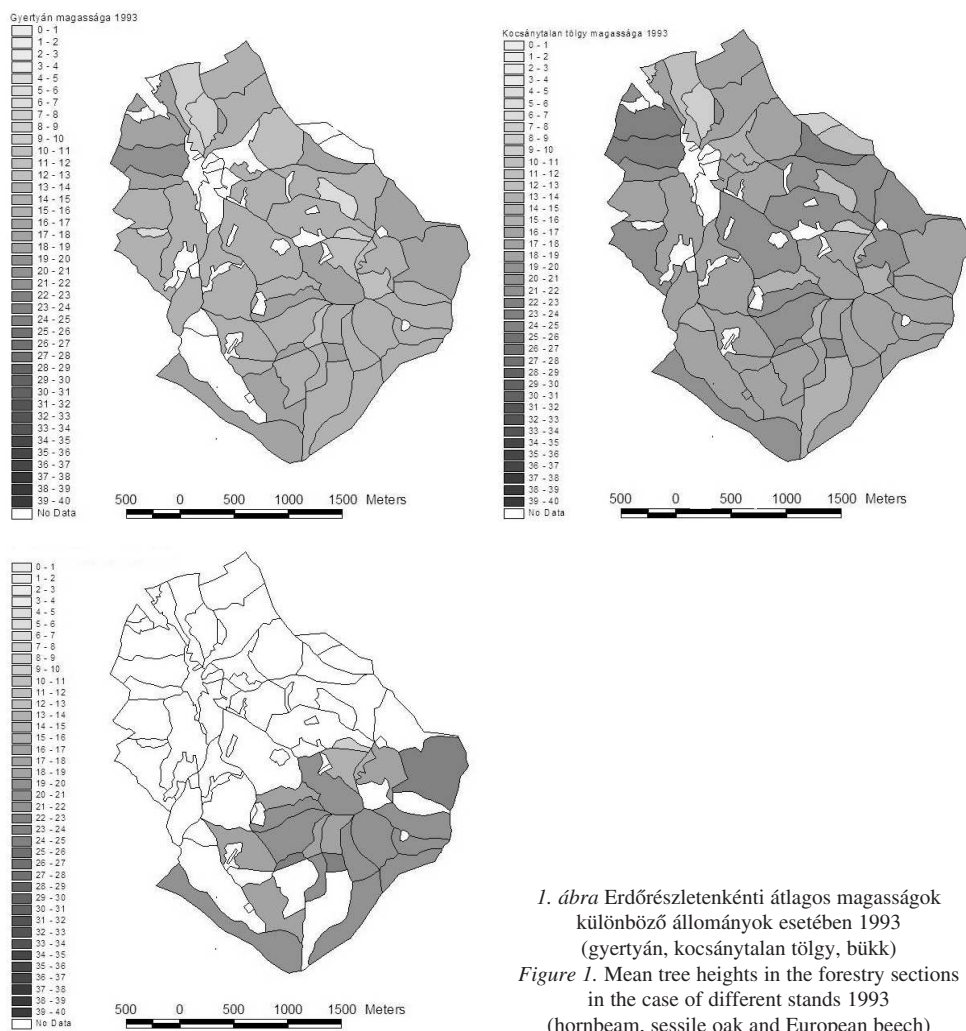 Gyertyán magassága 1993
0 - 1
1 - 2
2 - 3
3 - 4
4 - 5
5 - 6
6 - 7
7 - 8
8 - 9
9 - 10
10 - 11
11 - 12
12 - 13
13 - 14
14 - 15
15 - 16
16 - 17
17 - 18
18 - 19
19 - 20
20 - 21
21 - 22
22 - 23
23 - 24
24 - 25
25 - 26
26 - 27
27 - 28
28 - 29
29 - 30
30 - 31
31 - 32
32 - 33
33 - 34
34 - 35
35 - 36
36 - 37
37 - 38
38 - 39
39 - 40
No Data
500 0 500 1000 1500 Meters
Kocsánytalan tölgy magassága 1993
0 - 1
1 - 2
2 - 3
3 - 4
4 - 5
5 - 6
6 - 7
7 - 8
8 - 9
9 - 10
10 - 11
11 - 12
12 - 13
13 - 14
14 - 15
15 - 16
16 - 17
17 - 18
18 - 19
19 - 20
20 - 21
21 - 22
22 - 23
23 - 24
24 - 25
25 - 26
26 - 27
27 - 28
28 - 29
29 - 30
30 - 31
31 - 32
32 - 33
33 - 34
34 - 35
35 - 36
36 - 37
37 - 38
38 - 39
39 - 40
No Data
500 0 500 1000 1500 Meters
0 - 1
1 - 2
2 - 3
3 - 4
4 - 5
5 - 6
6 - 7
7 - 8
8 - 9
9 - 10
10 - 11
11 - 12
12 - 13
13 - 14
14 - 15
15 - 16
16 - 17
17 - 18
18 - 19
19 - 20
20 - 21
21 - 22
22 - 23
23 - 24
24 - 25
25 - 26
26 - 27
27 - 28
28 - 29
29 - 30
30 - 31
31 - 32
32 - 33
33 - 34
34 - 35
35 - 36
36 - 37
37 - 38
38 - 39
39 - 40
No Data
500 0 500 1000 1500 Meters
1. ábra Erdőrészletenkénti átlagos magasságok
különböző állományok esetében 1993
(gyertyán, kocsánytalan tölgy, bükk)
Figure 1. Mean tree heights in the forestry sections
in the case of different stands 1993
(hornbeam, sessile oak and European beech)